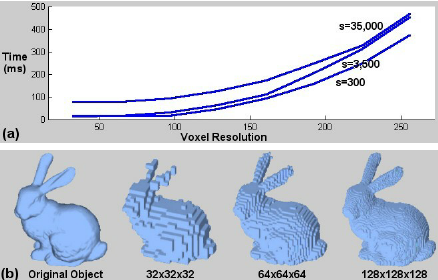 500
400
300
200
100
0
Time
(ms)
s=35,000
s=3,500
s=300
50
100
150
200
250
Voxel Resolution
(a)
(b)
Original Object
32x32x32
64x64x64
128x128x128